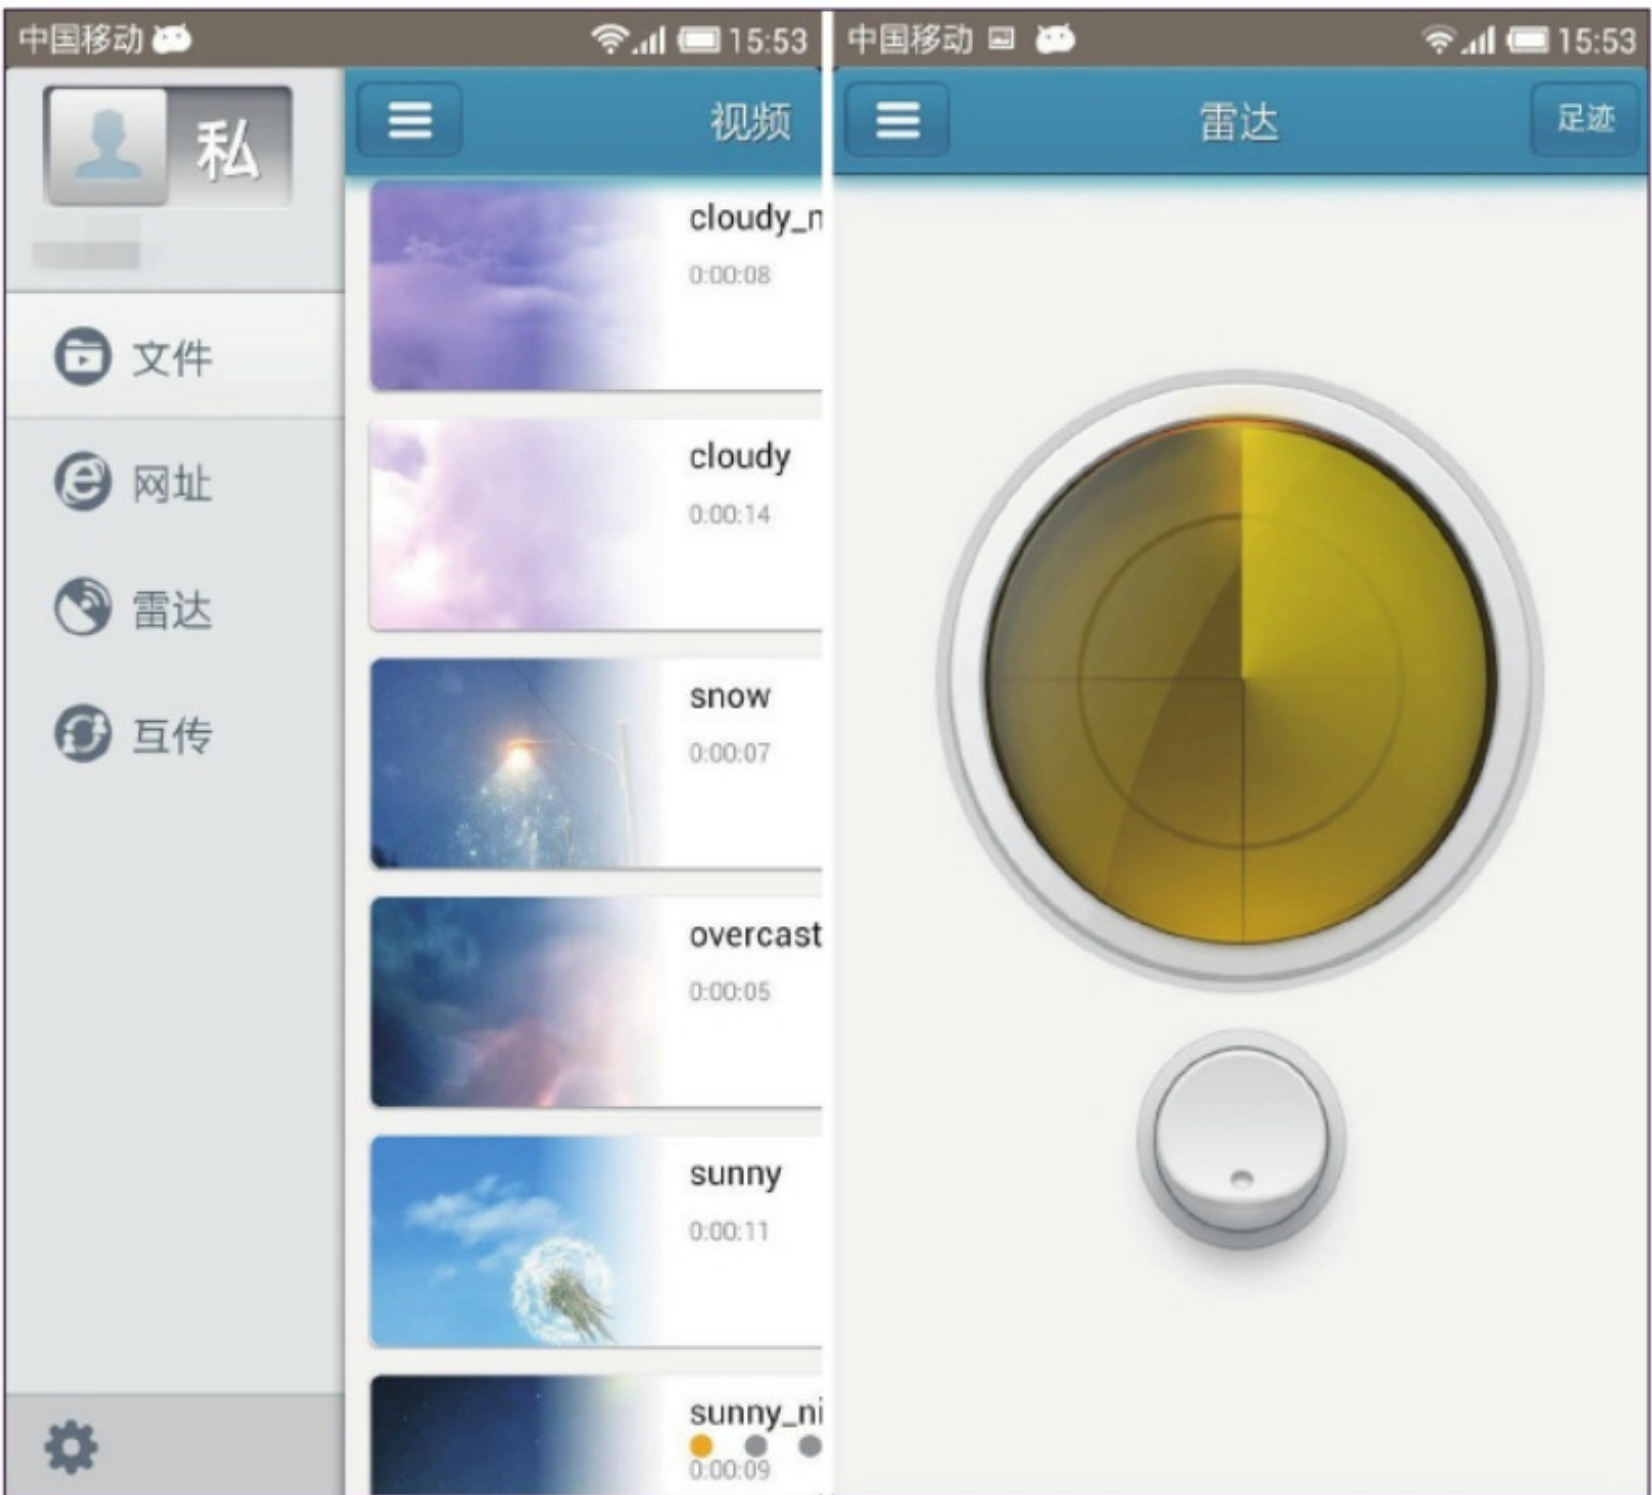 中国移动 15:53
私
文件
网址
雷达
互传
视频
cloudy_n
0:00:08
cloudy
0:00:14
snow
0:00:07
overcast
0:00:05
sunny
0:00:11
sunny_ni
0:00:09
中国移动 15:53
雷达 足迹